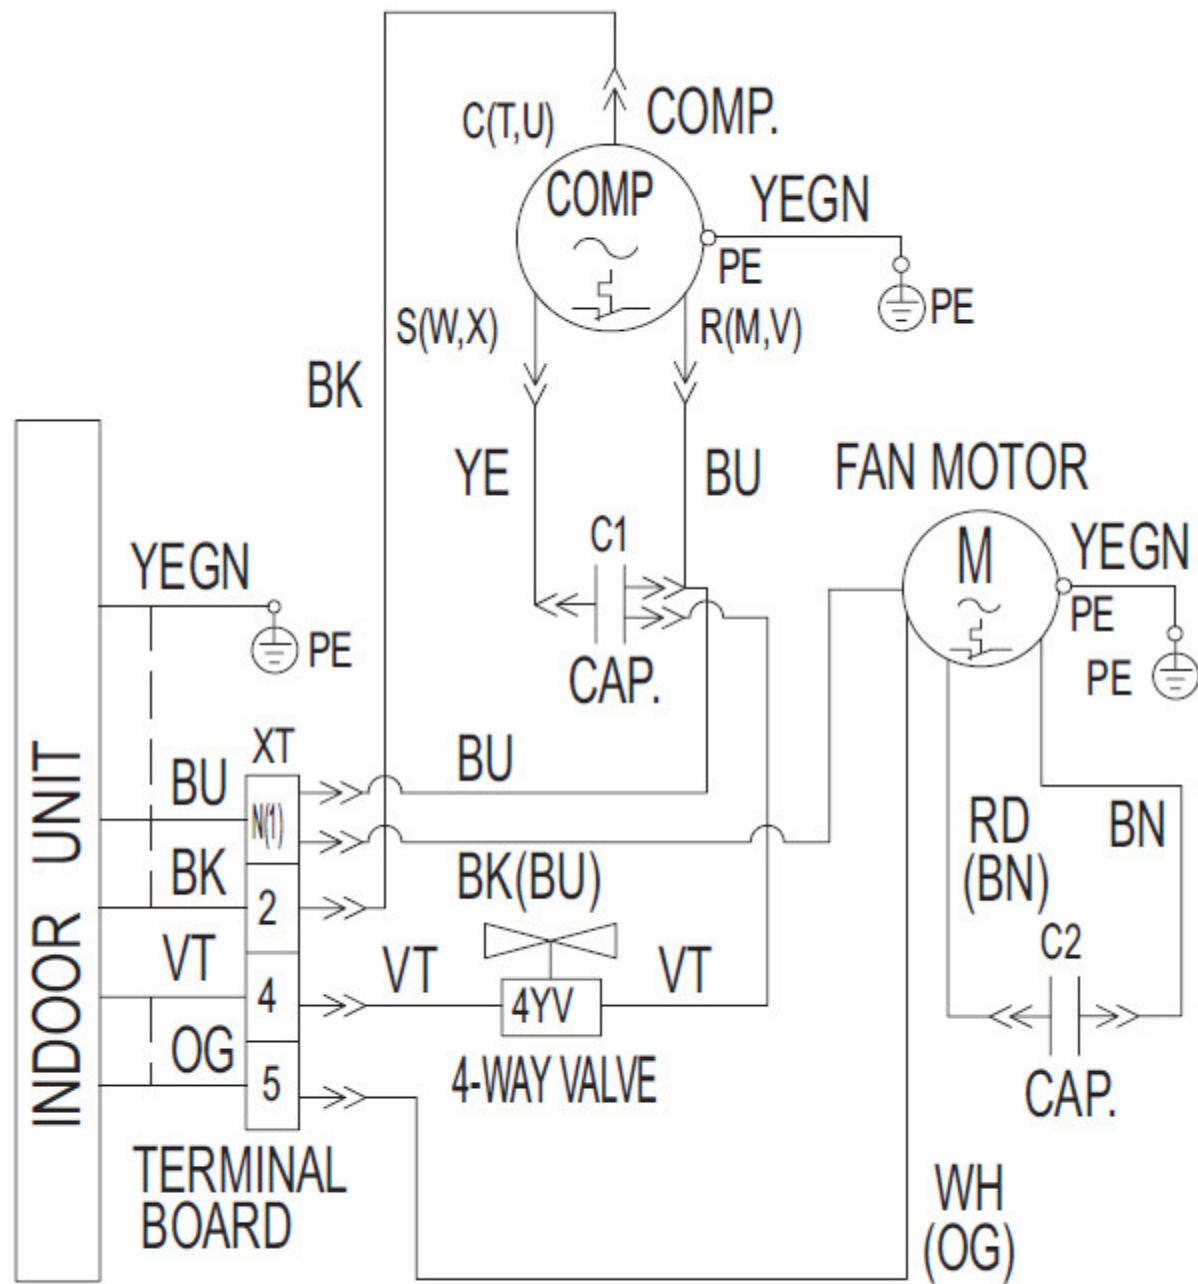 C(T,U)
COMP.
COMP
YEGN
PE
PE
S(W,X)
R(M,V)
BK
YE
BU
FAN MOTOR
C1
M
YEGN
PE
PE
YEGN
PE
CAP.
XT
BU
BU
N(1)
BK
2
BK(BU)
RD
(BN)
BN
VT
4
VT
4YV
VT
C2
OG
5
4-WAY VALVE
CAP.
INDOOR UNIT
TERMINAL
BOARD
WH
(OG)